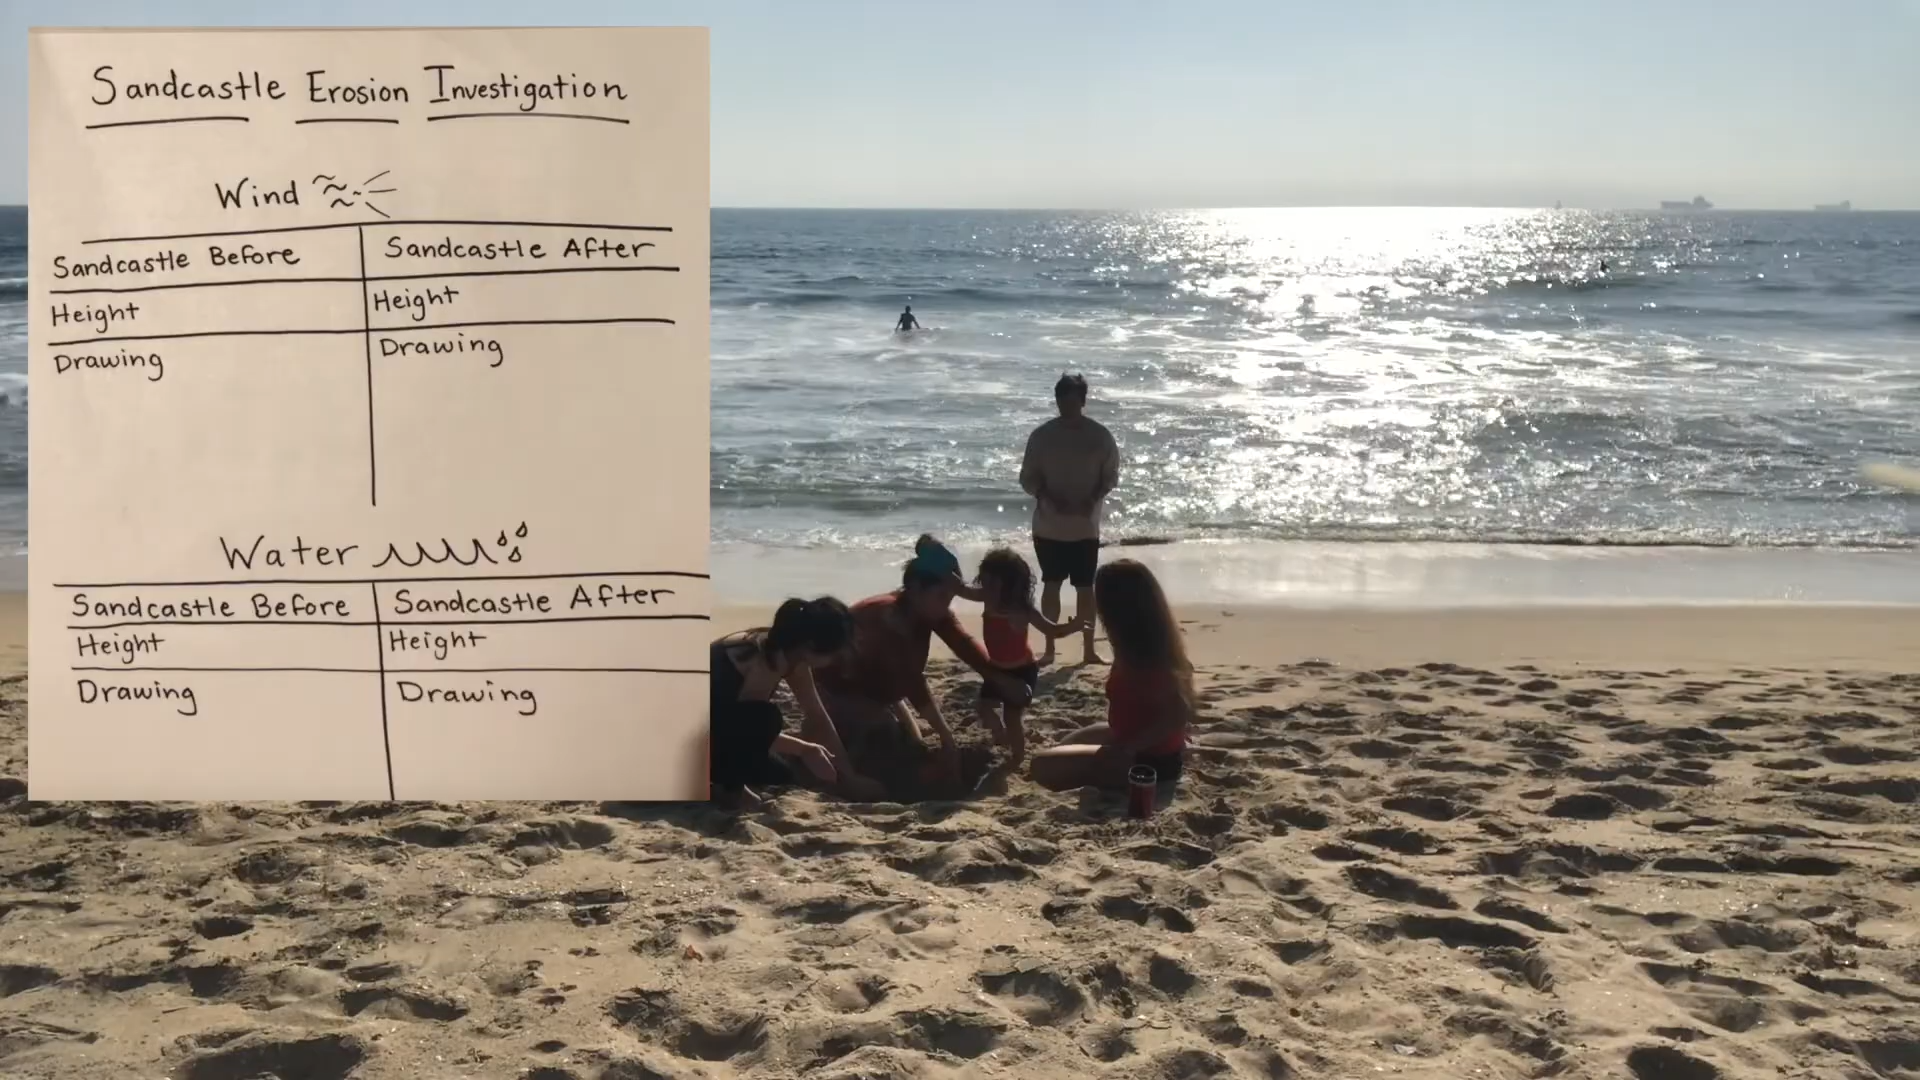 Sandcastle Erosion Investigation
Wind
Sandcastle Before Sandcastle After
Height Height
Drawing Drawing
Water
Sandcastle Before Sandcastle After
Height Height
Drawing Drawing